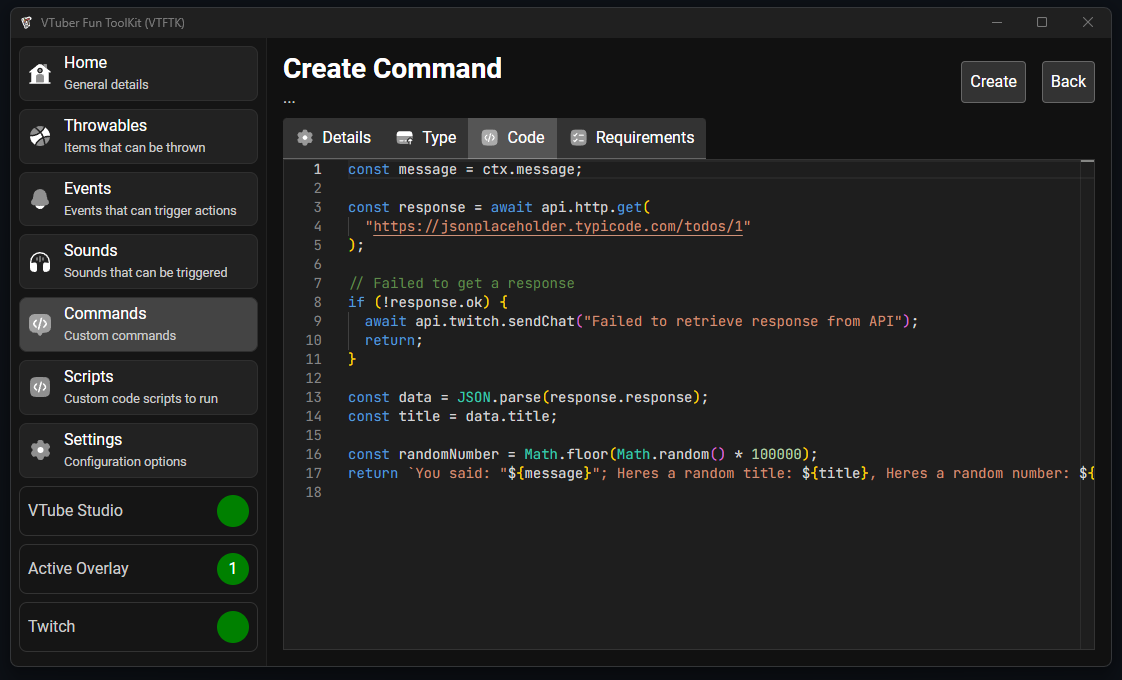 VTuber Fun ToolKit (VTFTK)
Home
General details
Throwables
Items that can be thrown
Events
Events that can trigger actions
Sounds
Sounds that can be triggered
Commands
Custom commands
Scripts
Custom code scripts to run
Settings
Configuration options
VTube Studio
Active Overlay 1
Twitch
Create Command
...
Create Back
Details Type Code Requirements
1 const message = ctx.message;
2
3 const response = await api.http.get(
4 "https://jsonplaceholder.typicode.com/todos/1"
5 );
6
7 // Failed to get a response
8 if (!response.ok) {
9 await api.twitch.sendChat("Failed to retrieve response from API");
10 return;
11 }
12
13 const data = JSON.parse(response.response);
14 const title = data.title;
15
16 const randomNumber = Math.floor(Math.random() * 100000);
17 return `You said: "${message}"; Heres a random title: ${title}, Heres a random number: ${
18